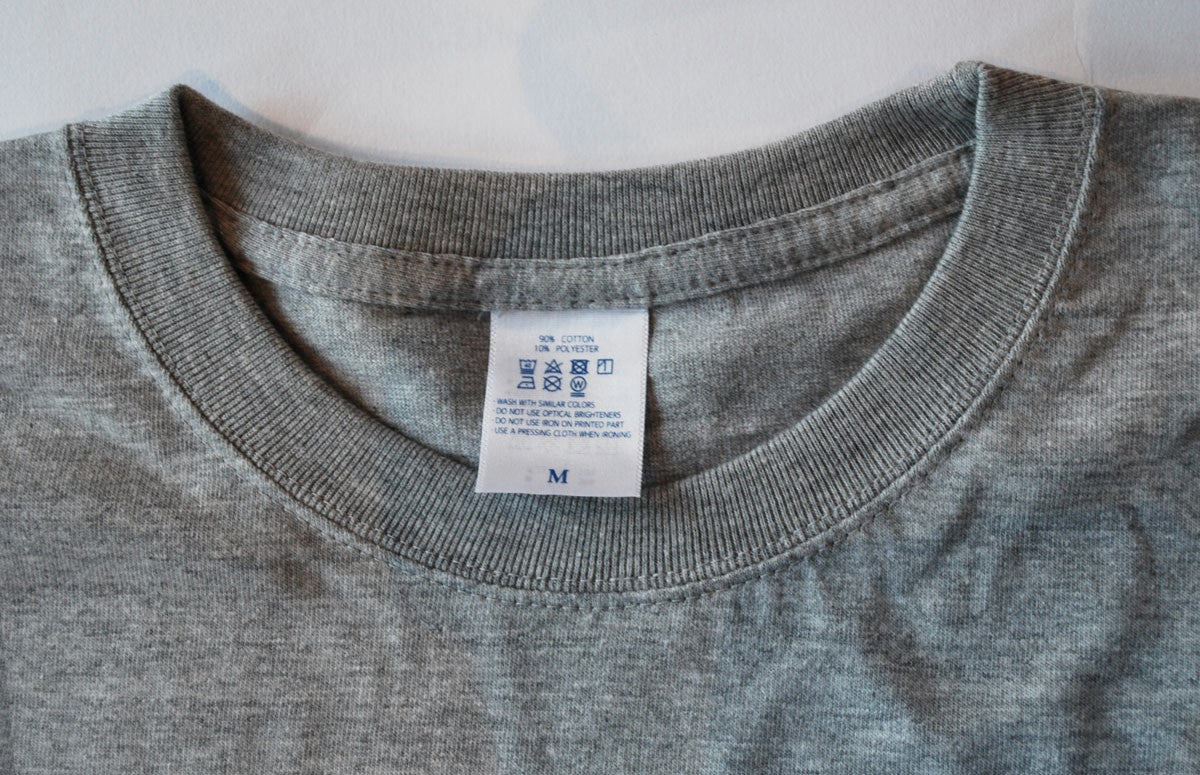 90% COTTON
10% POLYESTER
W
· WASH WITH SIMILAR COLORS
· DO NOT USE OPTICAL BRIGHTENERS
· DO NOT USE IRON ON PRINTED PART
· USE A PRESSING CLOTH WHEN IRONING
M